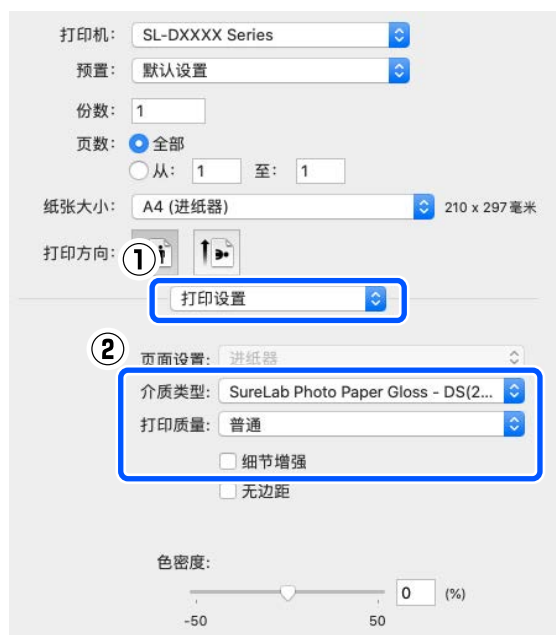 打印机: SL-DXXXX Series
预置: 默认设置
份数: 1
页数: 全部
从: 1 至: 1
纸张大小: A4 (进纸器) 210 x 297 毫米
打印方向:
①
打印设置
②
页面设置: 进纸器
介质类型: SureLab Photo Paper Gloss - DS(2...
打印质量: 普通
细节增强
无边距
色密度:
0 (%)
-50 50